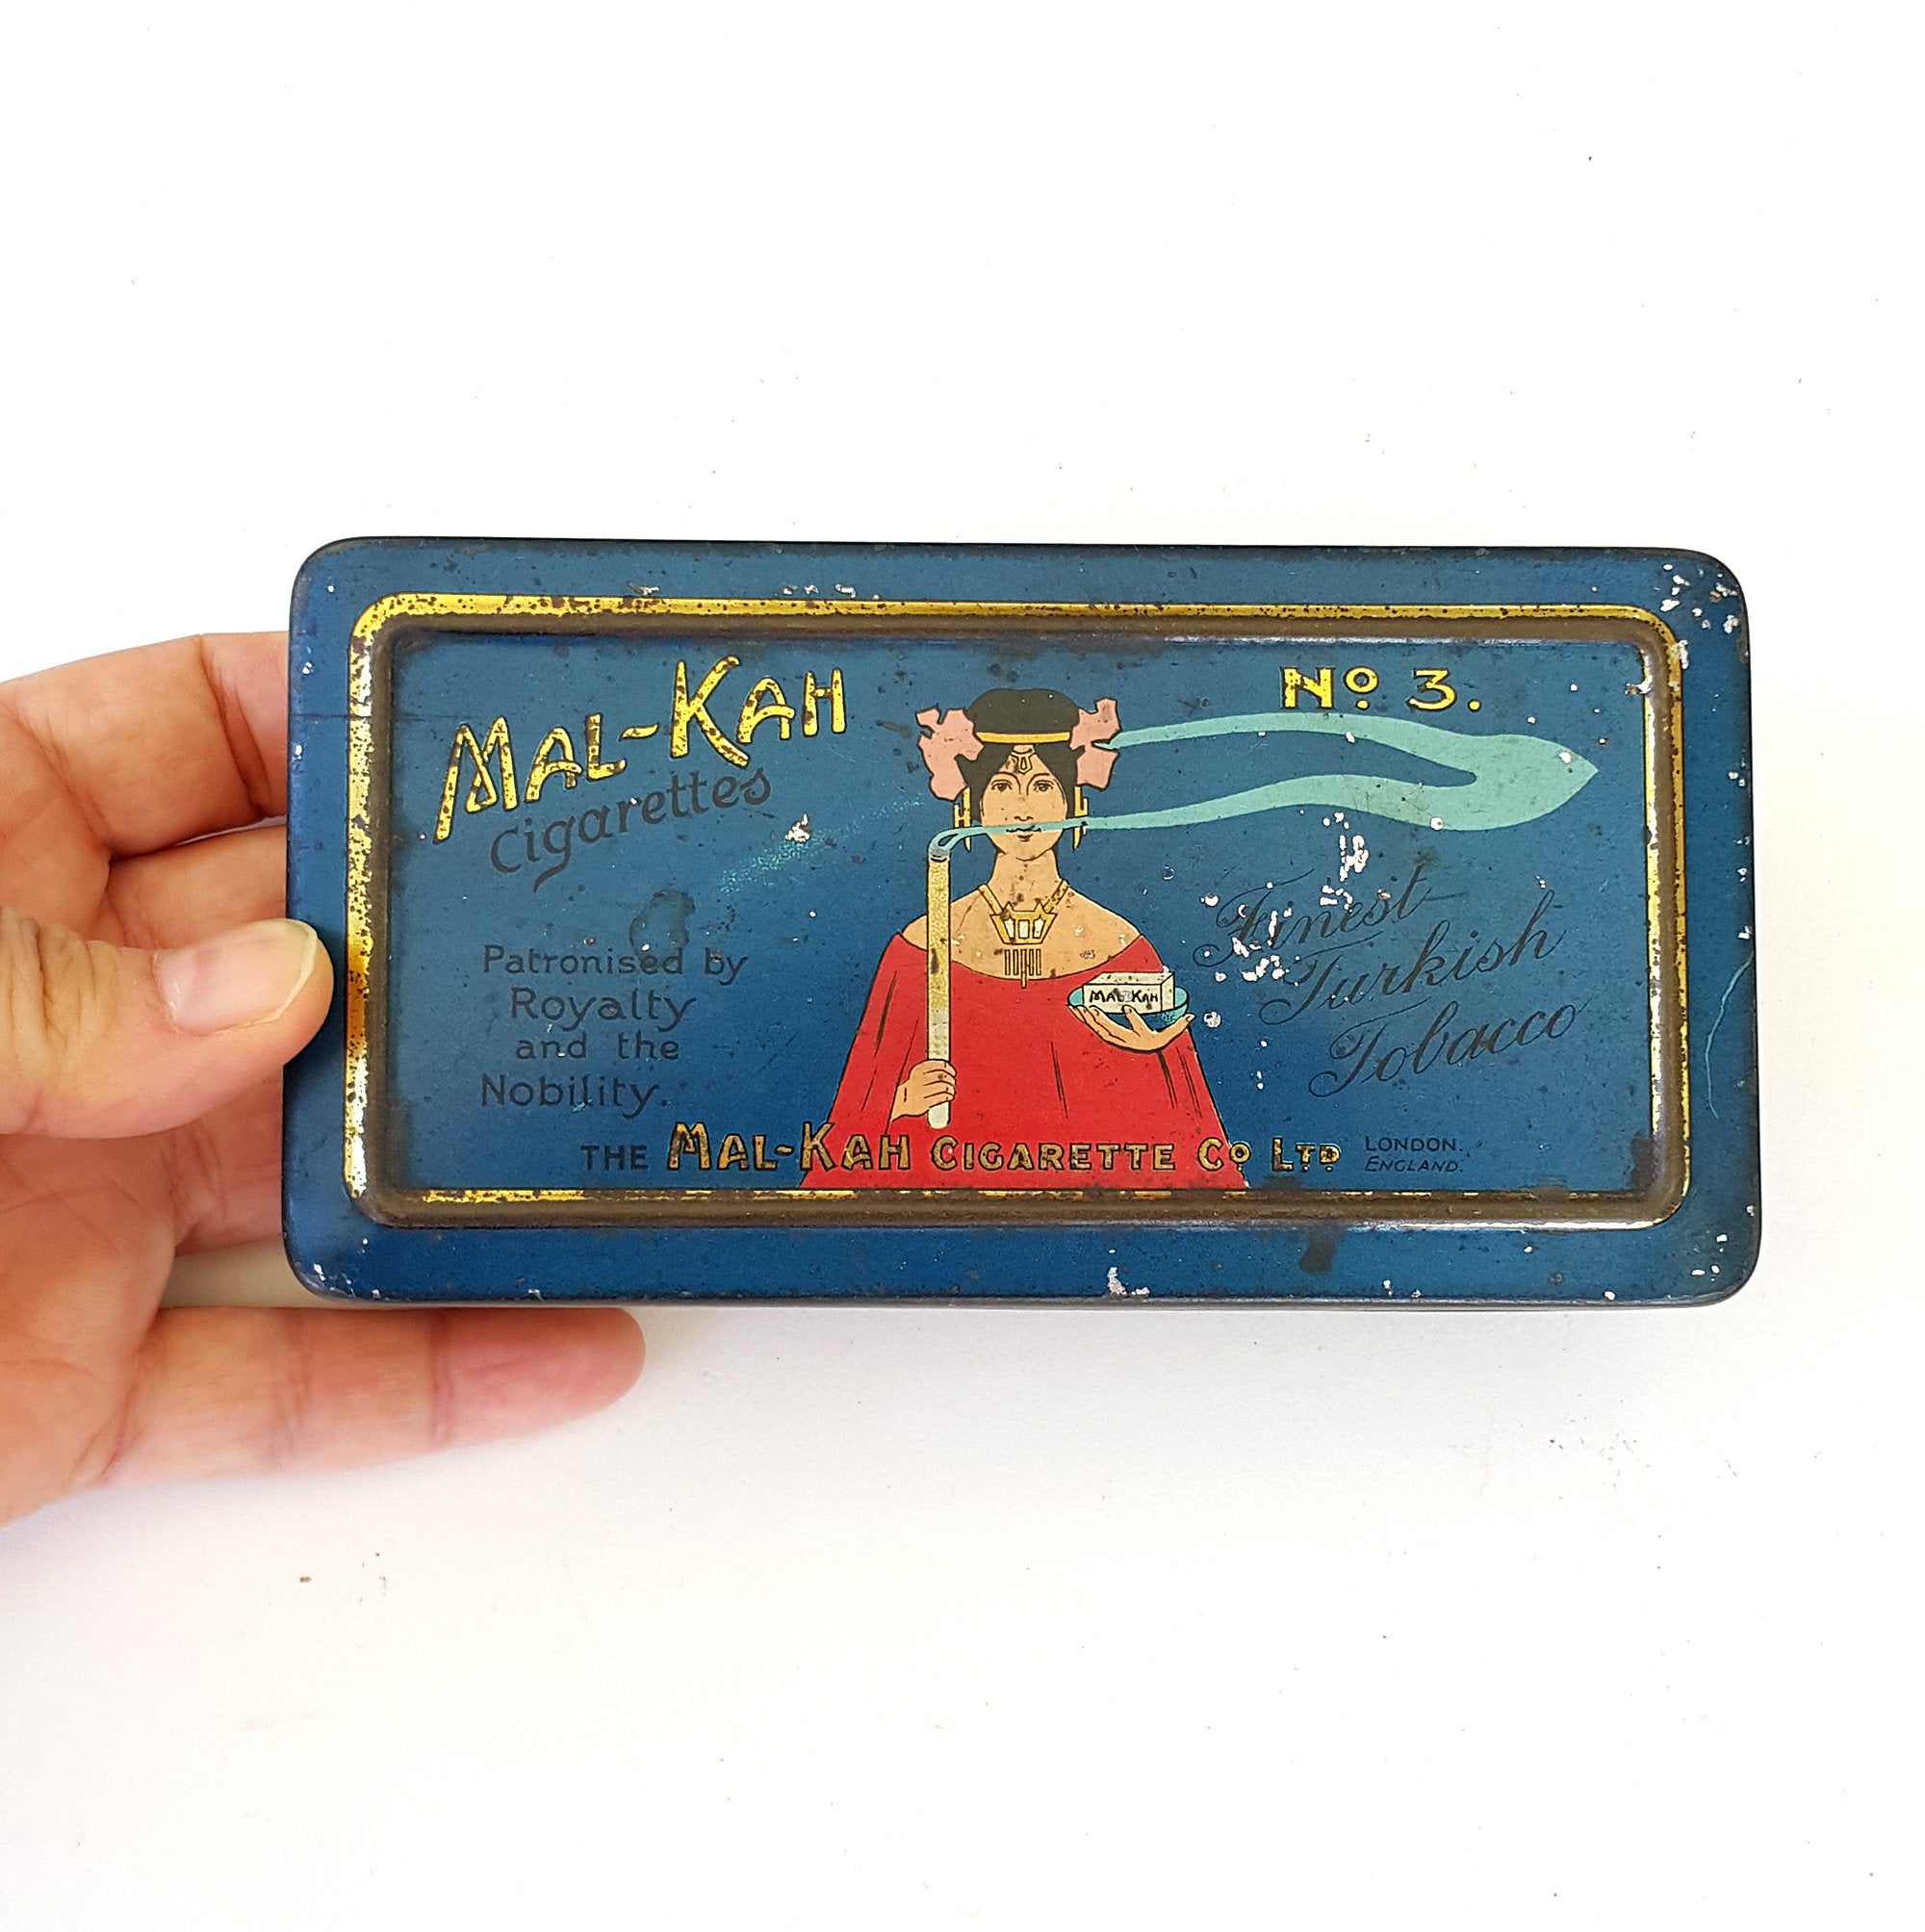 MAL-KAH
Cigarettes
No 3.
Patronised by
Royalty
and the
Nobility.
MAL-KAH
Finest
Turkish
Tobacco
THE MAL-KAH CIGARETTE Co LTD LONDON.
ENGLAND.